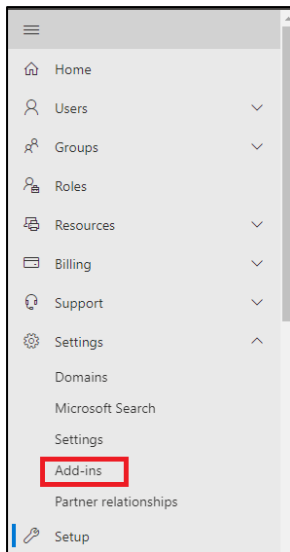 Home
Users
Groups
Roles
Resources
Billing
Support
Settings
Domains
Microsoft Search
Settings
Add-ins
Partner relationships
Setup